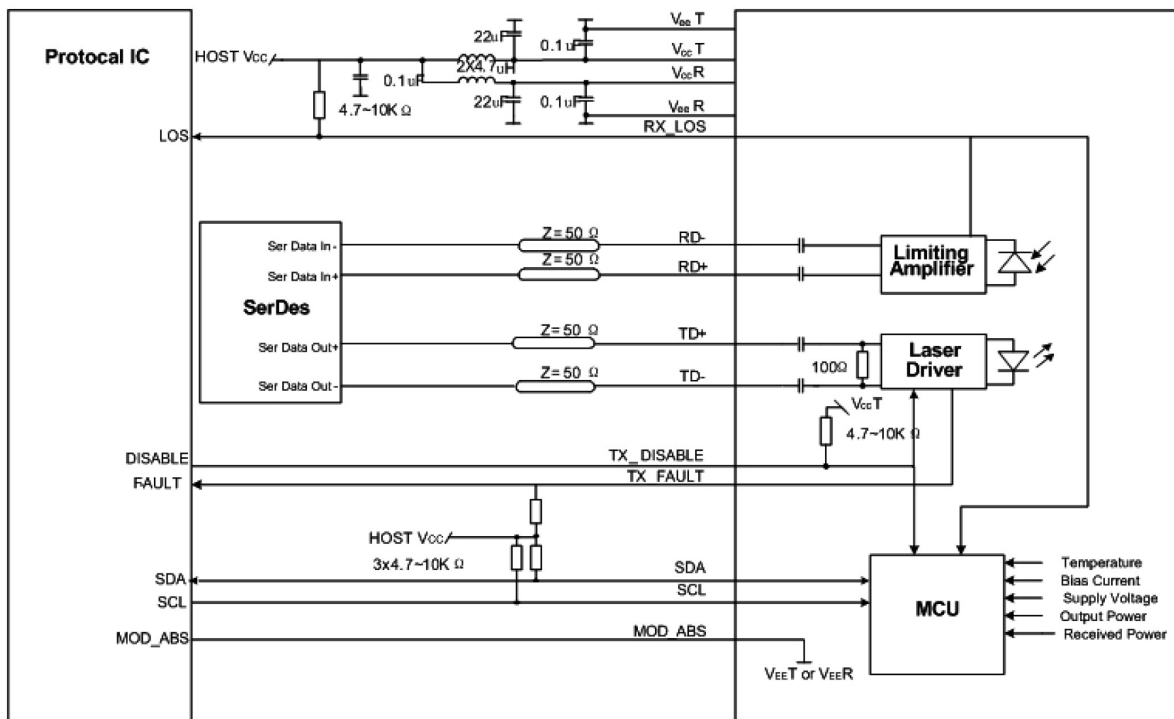 Protocal IC
HOST Vcc
22uF
0.1uF
VeeT
VccT
2X4.7uH
0.1uF
VccR
4.7~10KΩ
22uF
0.1uF
VeeR
LOS
RX_LOS
Ser Data In-
Z=50 Ω
RD-
Ser Data In+
Z=50 Ω
RD+
Limiting
Amplifier
SerDes
Ser Data Out+
Z=50 Ω
TD+
Ser Data Out-
Z=50 Ω
TD-
100Ω
Laser
Driver
VccT
4.7~10KΩ
DISABLE
TX_DISABLE
FAULT
TX_FAULT
HOST Vcc
3x4.7~10KΩ
SDA
SDA
SCL
SCL
MCU
Temperature
Bias Current
Supply Voltage
Output Power
Received Power
MOD_ABS
MOD_ABS
VEET or VEER